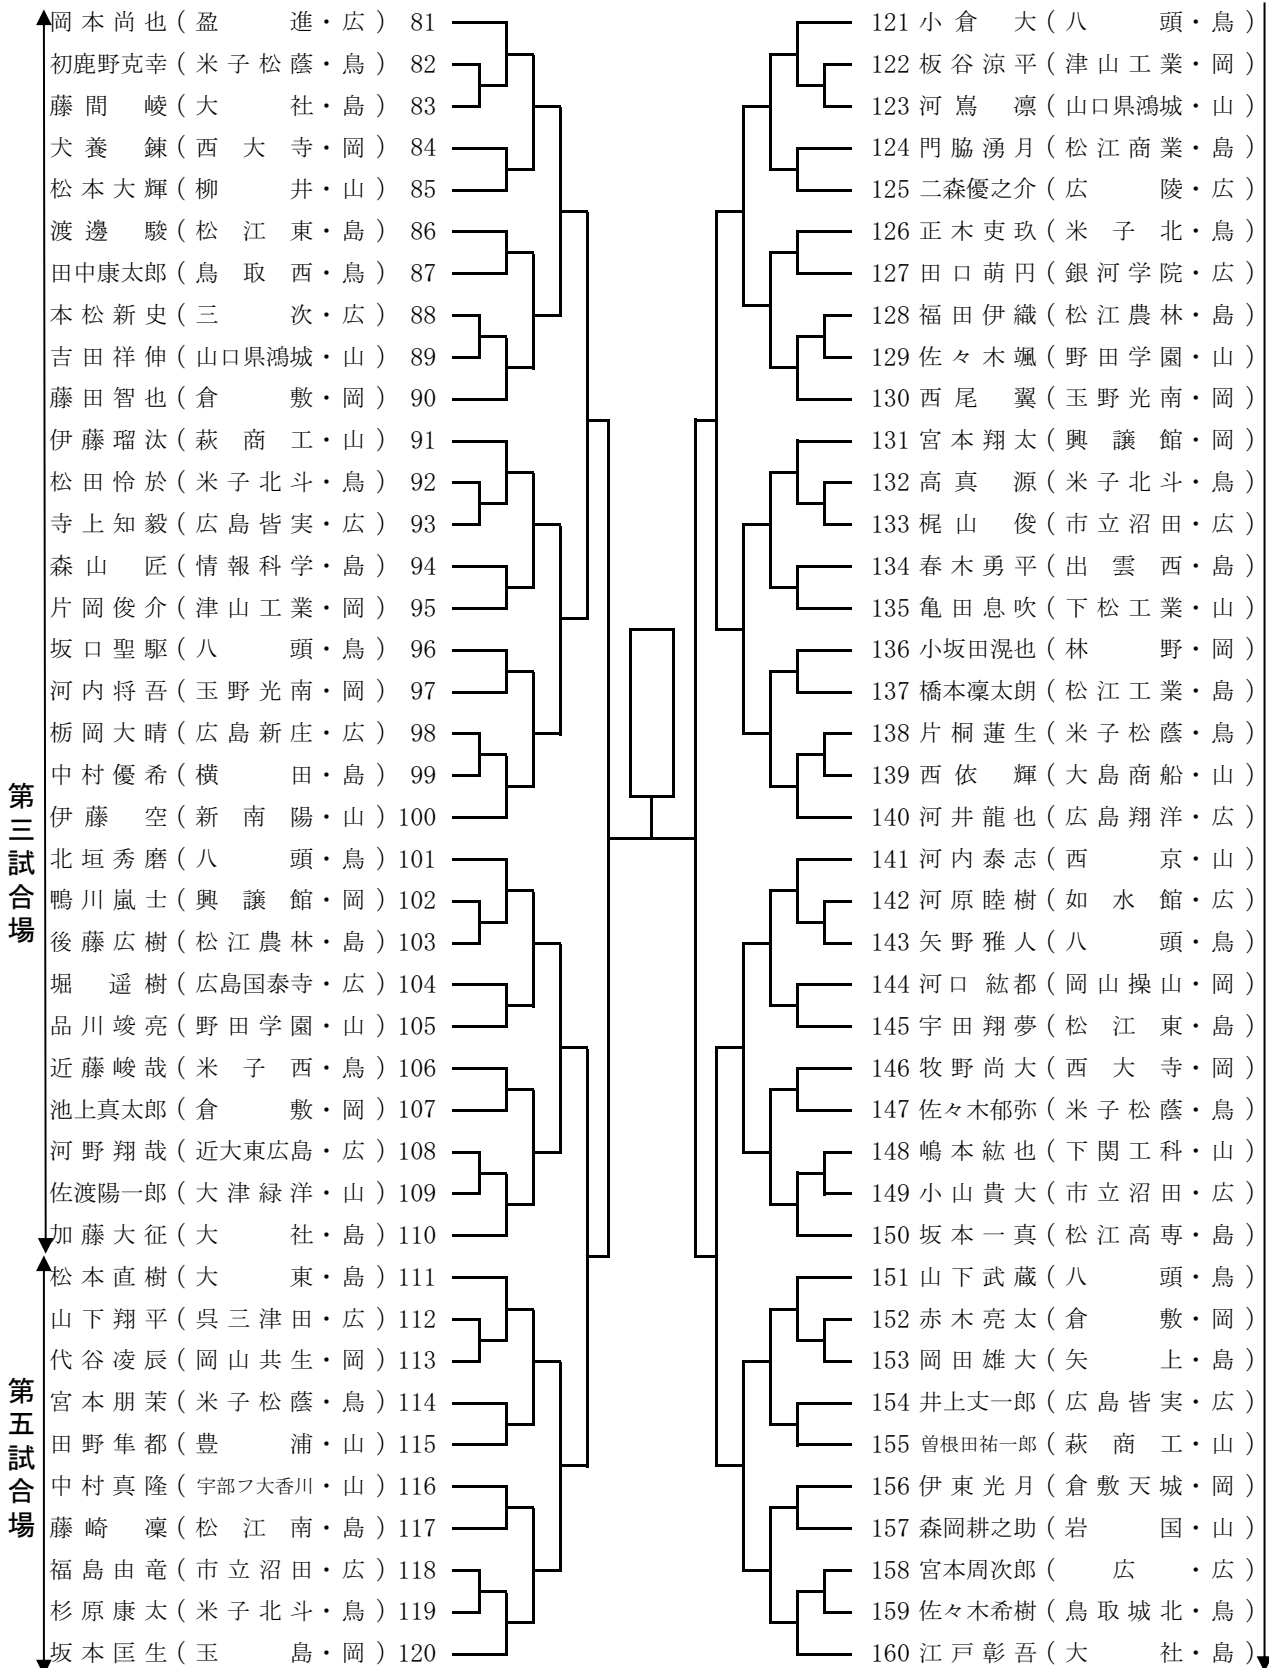 第三試合場
第五試合場
岡本尚也(盈進・広) 81
初鹿野克幸(米子松蔭・鳥) 82
藤間崚(大社・島) 83
犬養錬(西大寺・岡) 84
松本大輝(柳井・山) 85
渡邊駿(松江東・島) 86
田中康太郎(鳥取西・鳥) 87
本松新史(三次・広) 88
吉田祥伸(山口県鴻城・山) 89
藤田智也(倉敷・岡) 90
伊藤瑠汰(萩商工・山) 91
松田怜於(米子北斗・鳥) 92
寺上知毅(広島皆実・広) 93
森山匠(情報科学・島) 94
片岡俊介(津山工業・岡) 95
坂口聖駆(八頭・鳥) 96
河内将吾(玉野光南・岡) 97
栃岡大晴(広島新庄・広) 98
中村優希(横田・島) 99
伊藤空(新南陽・山) 100
北垣秀磨(八頭・鳥) 101
鴨川嵐士(興譲館・岡) 102
後藤広樹(松江農林・島) 103
堀遥樹(広島国泰寺・広) 104
品川竣亮(野田学園・山) 105
近藤峻哉(米子西・鳥) 106
池上真太郎(倉敷・岡) 107
河野翔哉(近大東広島・広) 108
佐渡陽一郎(大津緑洋・山) 109
加藤大征(大社・島) 110
松本直樹(大東・島) 111
山下翔平(呉三津田・広) 112
代谷凌辰(岡山共生・岡) 113
宮本朋茉(米子松蔭・鳥) 114
田野隼都(豊浦・山) 115
中村真隆(宇部フ大香川・山) 116
藤崎凜(松江南・島) 117
福島由竜(市立沼田・広) 118
杉原康太(米子北斗・鳥) 119
坂本匡生(玉島・岡) 120
121 小倉大(八頭・鳥)
122 板谷涼平(津山工業・岡)
123 河嶌凛(山口県鴻城・山)
124 門脇湧月(松江商業・島)
125 二森優之介(広陵・広)
126 正木吏玖(米子北・鳥)
127 田口萌円(銀河学院・広)
128 福田伊織(松江農林・島)
129 佐々木颯(野田学園・山)
130 西尾翼(玉野光南・岡)
131 宮本翔太(興譲館・岡)
132 高真源(米子北斗・鳥)
133 梶山俊(市立沼田・広)
134 春木勇平(出雲西・島)
135 亀田息吹(下松工業・山)
136 小坂田滉也(林野・岡)
137 橋本凜太朗(松江工業・島)
138 片桐蓮生(米子松蔭・鳥)
139 西依輝(大島商船・山)
140 河井龍也(広島翔洋・広)
141 河内泰志(西京・山)
142 河原睦樹(如水館・広)
143 矢野雅人(八頭・鳥)
144 河口紘都(岡山操山・岡)
145 宇田翔夢(松江東・島)
146 牧野尚大(西大寺・岡)
147 佐々木郁弥(米子松蔭・鳥)
148 嶋本紘也(下関工科・山)
149 小山貴大(市立沼田・広)
150 坂本一真(松江高専・島)
151 山下武蔵(八頭・鳥)
152 赤木亮太(倉敷・岡)
153 岡田雄大(矢上・島)
154 井上丈一郎(広島皆実・広)
155 曽根田祐一郎(萩商工・山)
156 伊東光月(倉敷天城・岡)
157 森岡耕之助(岩国・山)
158 宮本周次郎(広・広)
159 佐々木希樹(鳥取城北・鳥)
160 江戸彰吾(大社・島)